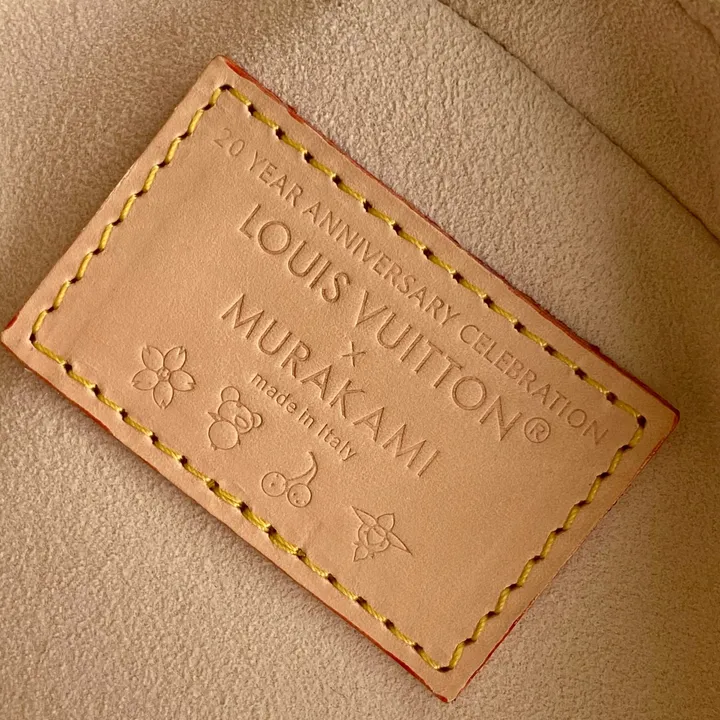 20 YEAR ANNIVERSARY CELEBRATION
LOUIS VUITTON®
×
MURAKAMI
made in Italy